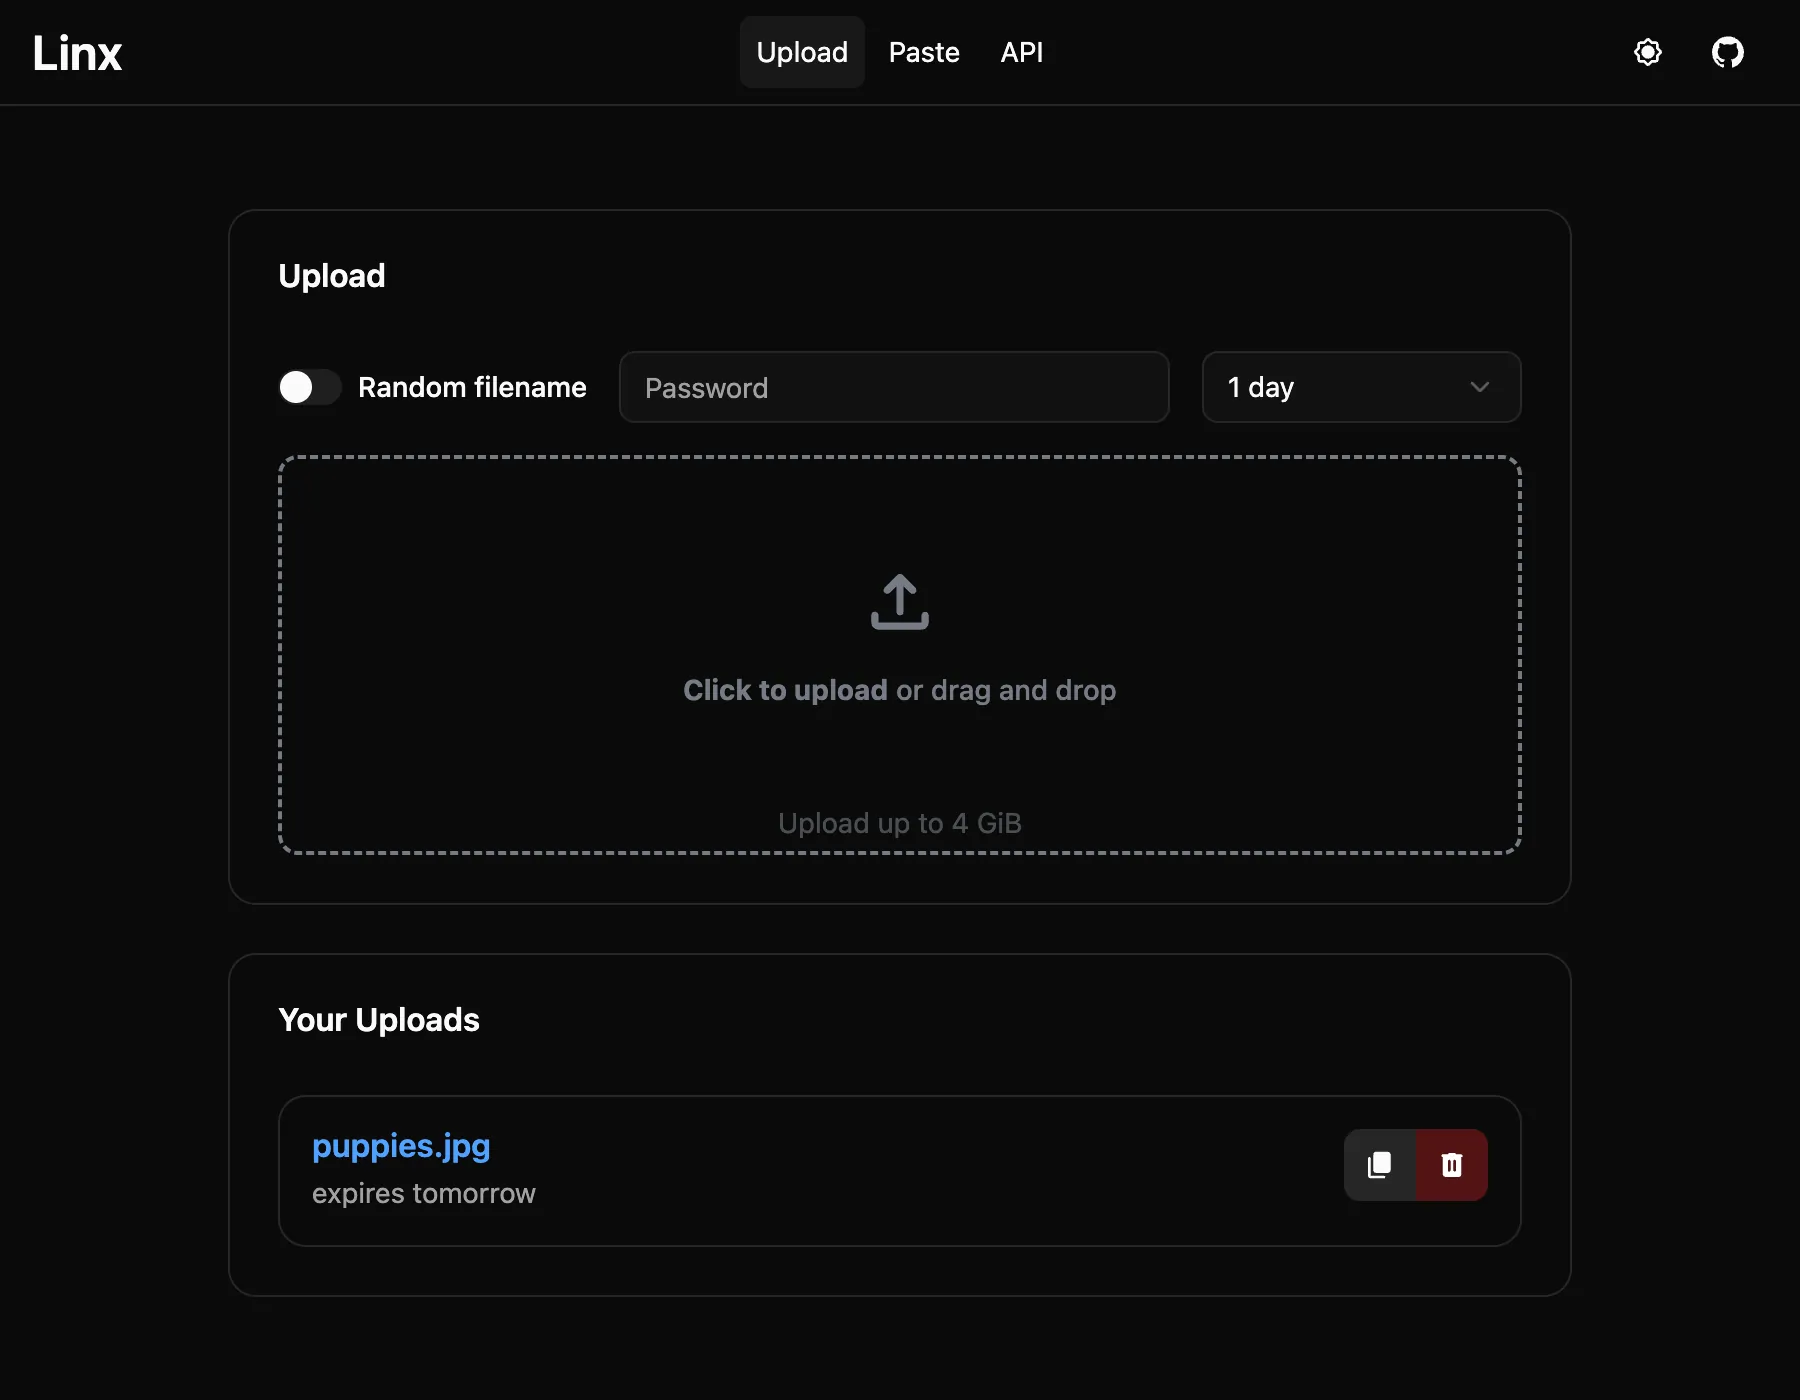 Linx
Upload
Paste
API
Upload
Random filename
Password
1 day
Click to upload or drag and drop
Upload up to 4 GiB
Your Uploads
puppies.jpg
expires tomorrow